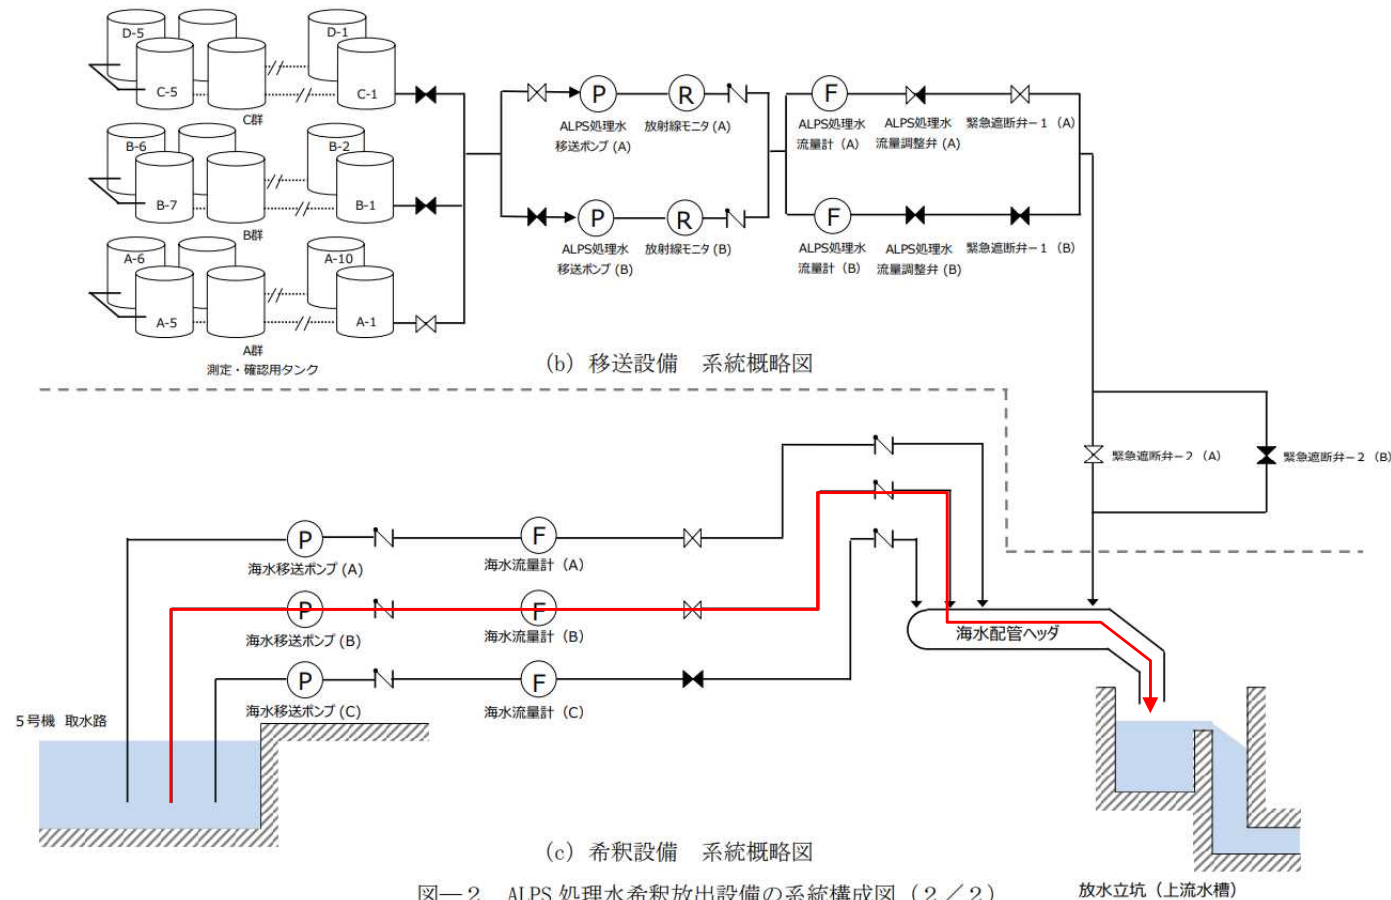 D-5
D-1
C-5
C-1
C群
B-6
B-2
B-7
B-1
B群
A-6
A-10
A-5
A-1
A群
測定・確認用タンク
P
ALPS処理水
移送ポンプ (A)
R
放射線モニタ (A)
F
ALPS処理水
流量計 (A)
ALPS処理水
流量調整弁 (A)
緊急遮断弁－1 (A)
P
ALPS処理水
移送ポンプ (B)
R
放射線モニタ (B)
F
ALPS処理水
流量計 (B)
ALPS処理水
流量調整弁 (B)
緊急遮断弁－1 (B)
(b) 移送設備　系統概略図
緊急遮断弁－2 (A)
緊急遮断弁－2 (B)
P
海水移送ポンプ (A)
F
海水流量計 (A)
P
海水移送ポンプ (B)
F
海水流量計 (B)
P
海水移送ポンプ (C)
F
海水流量計 (C)
海水配管ヘッダ
5号機 取水路
(c) 希釈設備　系統概略図
放水立坑 (上流水槽)
図―2　ALPS 処理水希釈放出設備の系統構成図 (2／2)